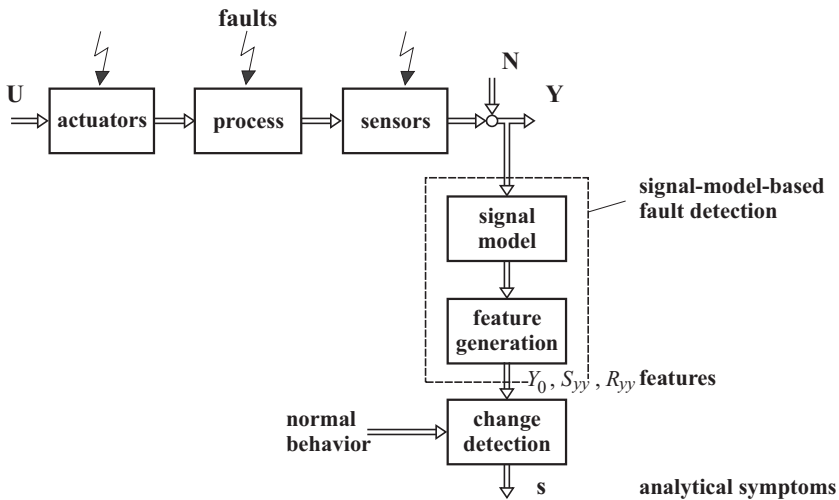 faults
N
U
Y
actuators
process
sensors
signal-model-based
fault detection
signal
model
feature
generation
Y₀ , Syy , Ryy features
normal
behavior
change
detection
s
analytical symptoms